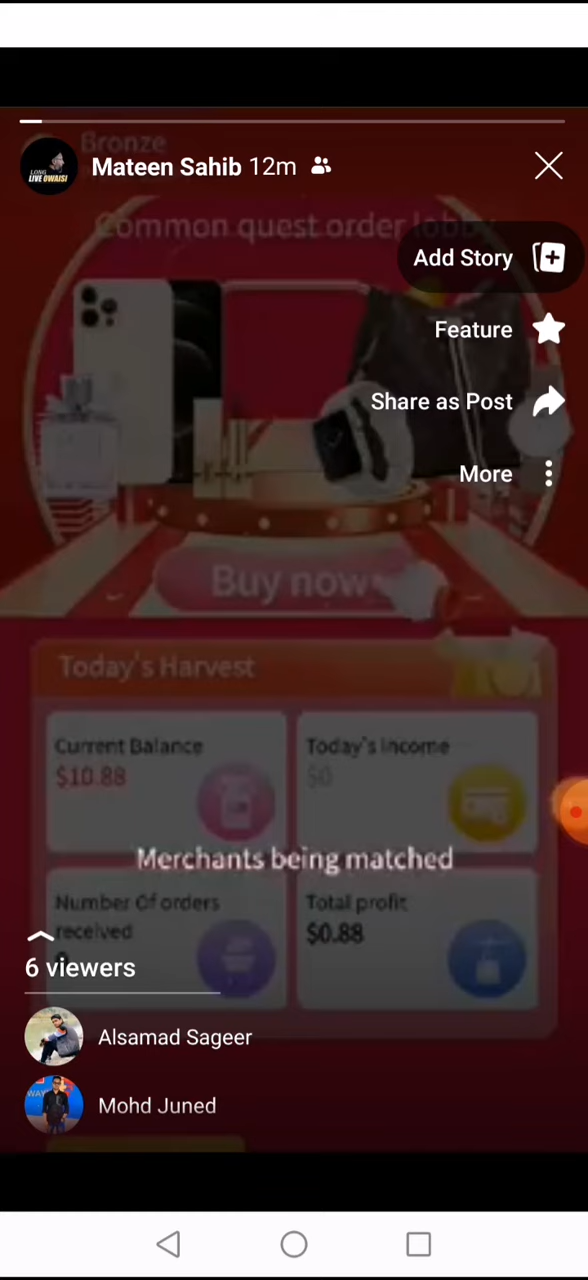 Bronze
Mateen Sahib 12m
LONG
LIVE OWAISI
Common quest order lobby
Add Story
Feature
Share as Post
More
Buy now
Today's Harvest
Current Balance
$10.88
Today's Income
$0
Merchants being matched
Number Of orders
received
Total profit
$0.88
6 viewers
Alsamad Sageer
WAY
Mohd Juned